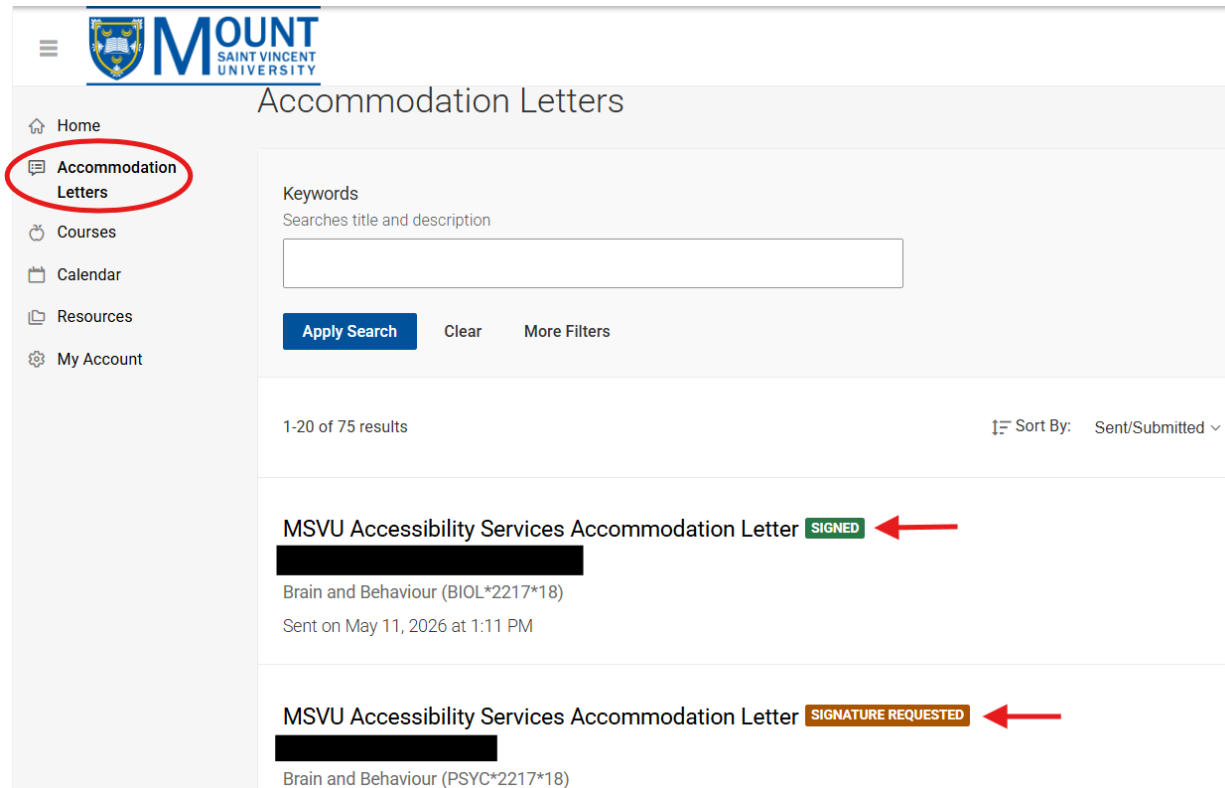 MOUNT
SAINT VINCENT
UNIVERSITY
Home
Accommodation
Letters
Courses
Calendar
Resources
My Account
Accommodation Letters
Keywords
Searches title and description
Apply Search Clear More Filters
1-20 of 75 results Sort By: Sent/Submitted
MSVU Accessibility Services Accommodation Letter SIGNED
Brain and Behaviour (BIOL*2217*18)
Sent on May 11, 2026 at 1:11 PM
MSVU Accessibility Services Accommodation Letter SIGNATURE REQUESTED
Brain and Behaviour (PSYC*2217*18)